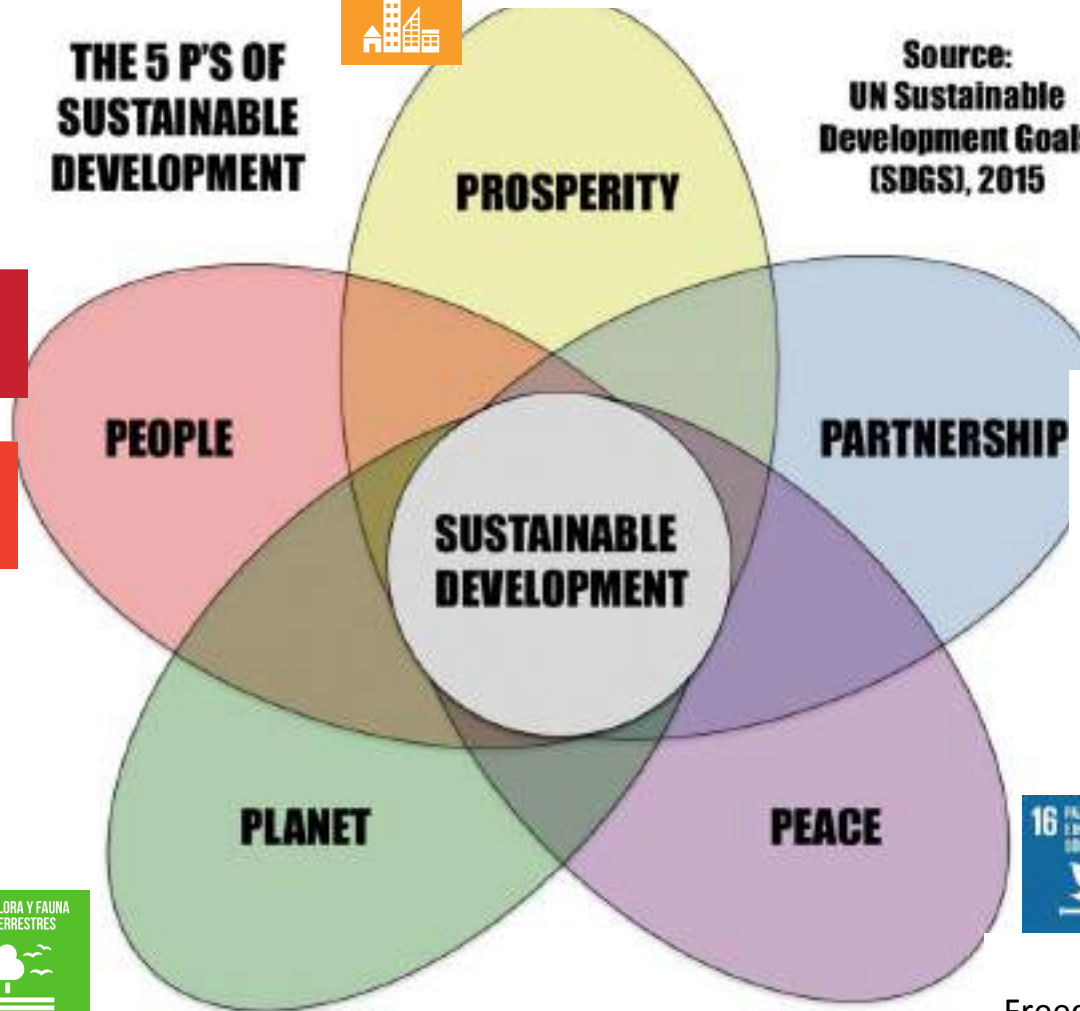 THE 5 P'S OF
SUSTAINABLE
DEVELOPMENT
Source:
UN Sustainable
Development Goals
(SDGS), 2015
PROSPERITY
PEOPLE
PARTNERSHIP
SUSTAINABLE
DEVELOPMENT
PLANET
PEACE
16
LORA Y FAUNA
ERRESTRES